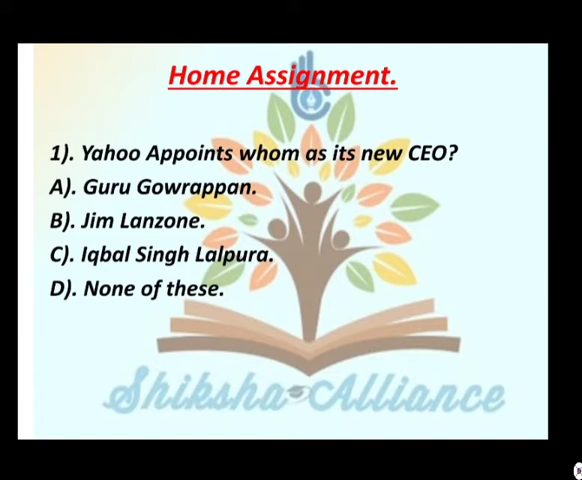 Home Assignment.
1). Yahoo Appoints whom as its new CEO?
A). Guru Gowrappan.
B). Jim Lanzone.
C). Iqbal Singh Lalpura.
D). None of these.
Shiksha Alliance